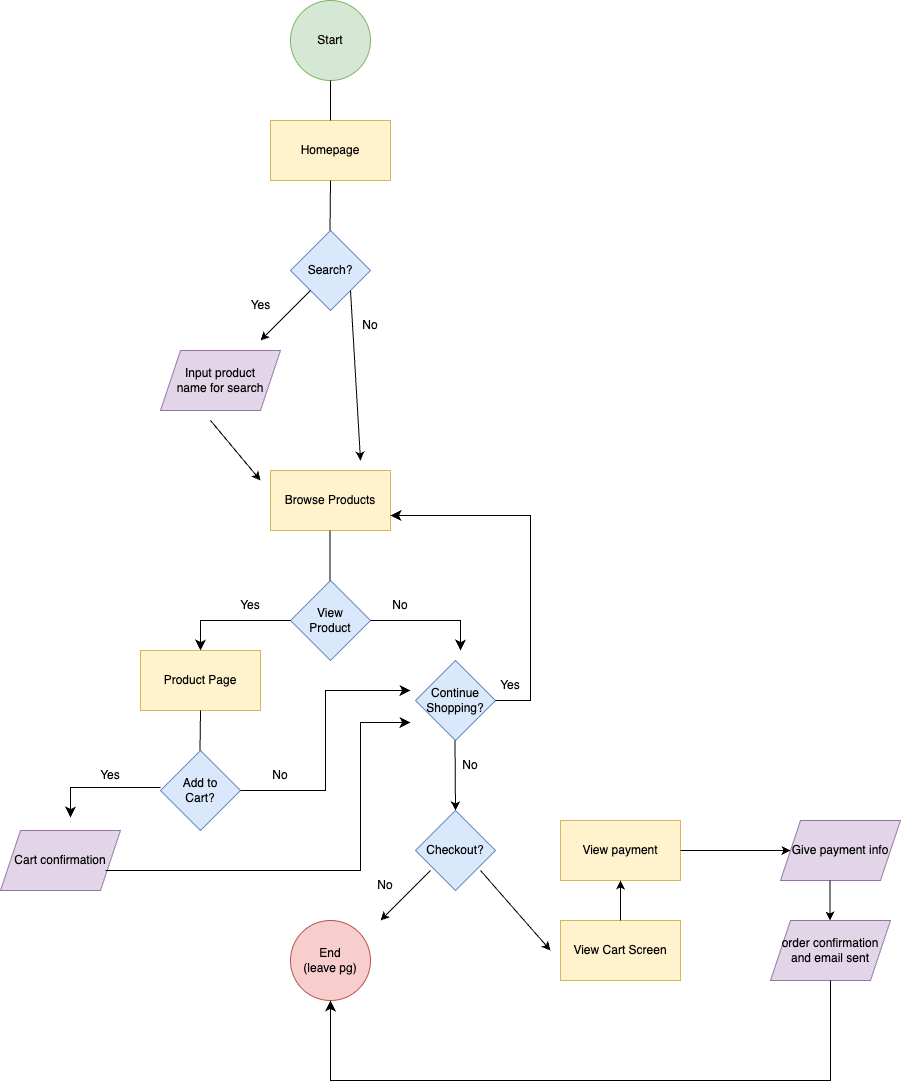 Start
Homepage
Search?
Yes
No
Input product
name for search
Browse Products
Yes
No
View
Product
Product Page
Continue
Shopping?
Yes
Yes
No
Add to
Cart?
No
Cart confirmation
Checkout?
View payment
Give payment info
No
End
(leave pg)
View Cart Screen
order confirmation
and email sent